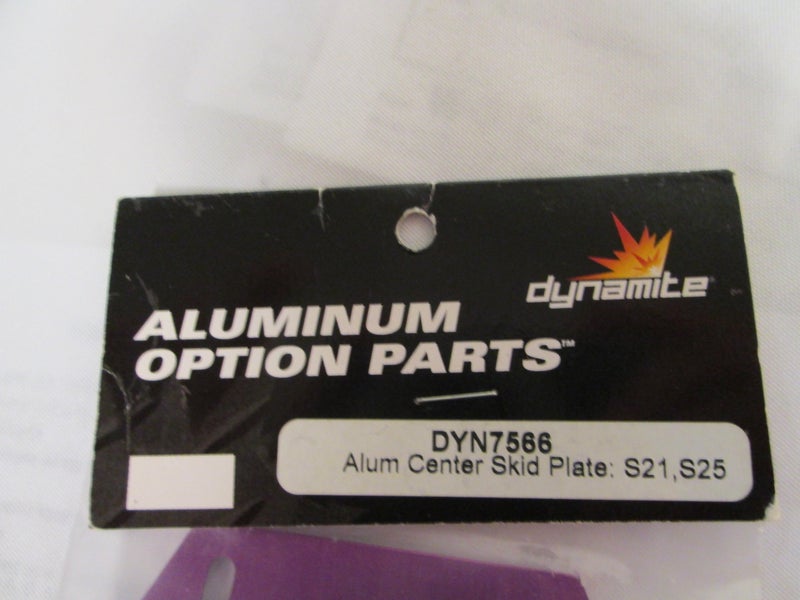 dynamite
ALUMINUM
OPTION PARTS™
DYN7566
Alum Center Skid Plate: S21,S25